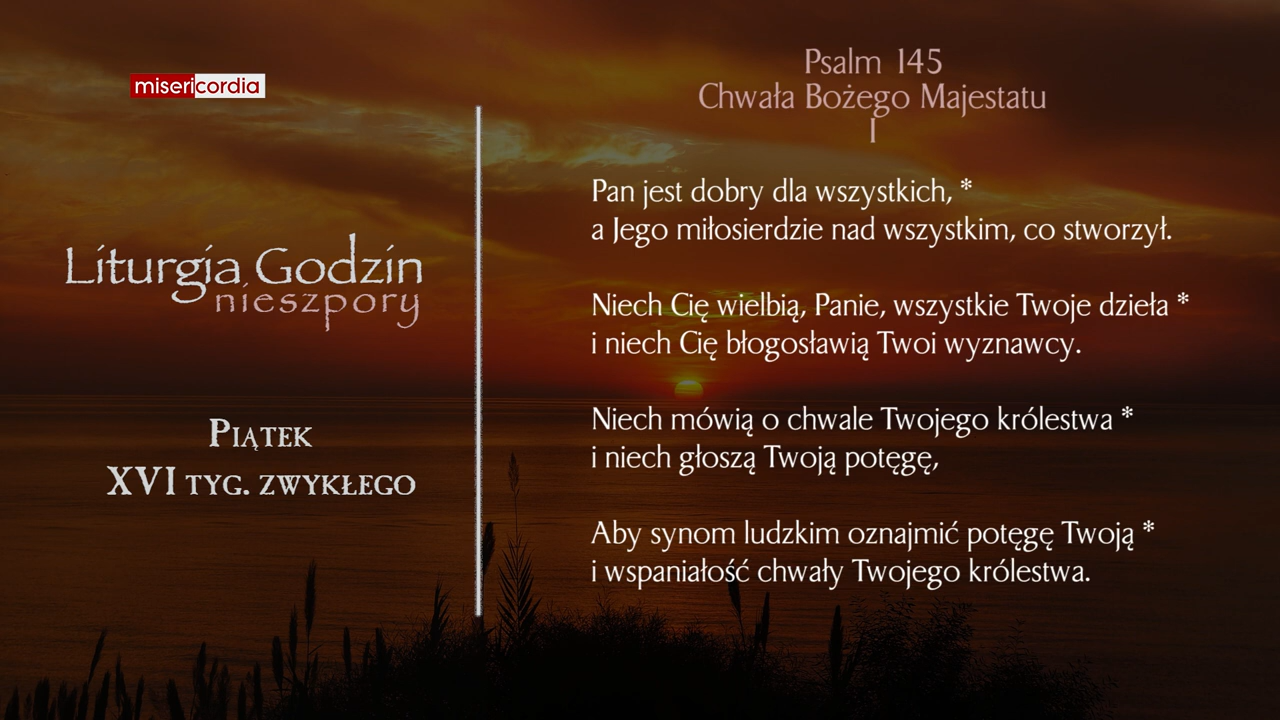 misericordia
Liturgia Godzin
nieszpory
Piątek
XVI tyg. zwykłego
Psalm 145
Chwała Bożego Majestatu
I
Pan jest dobry dla wszystkich, *
a Jego miłosierdzie nad wszystkim, co stworzył.
Niech Cię wielbią, Panie, wszystkie Twoje dzieła *
i niech Cię błogosławią Twoi wyznawcy.
Niech mówią o chwale Twojego królestwa *
i niech głoszą Twoją potęgę,
Aby synom ludzkim oznajmić potęgę Twoją *
i wspaniałość chwały Twojego królestwa.